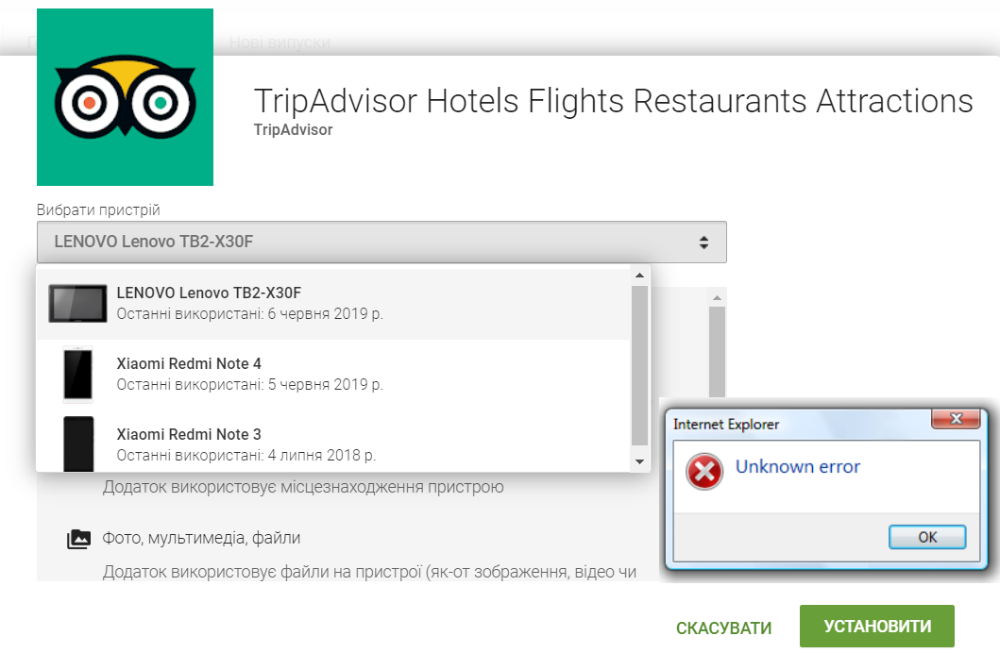 Нові випуски
TripAdvisor Hotels Flights Restaurants Attractions
TripAdvisor
Вибрати пристрій
LENOVO Lenovo TB2-X30F
LENOVO Lenovo TB2-X30F
Останні використані: 6 червня 2019 р.
Xiaomi Redmi Note 4
Останні використані: 5 червня 2019 р.
Xiaomi Redmi Note 3
Останні використані: 4 липня 2018 р.
Додаток використовує місцезнаходження пристрою
Фото, мультимедіа, файли
Додаток використовує файли на пристрої (як-от зображення, відео чи
Internet Explorer
Unknown error
OK
СКАСУВАТИ
УСТАНОВИТИ